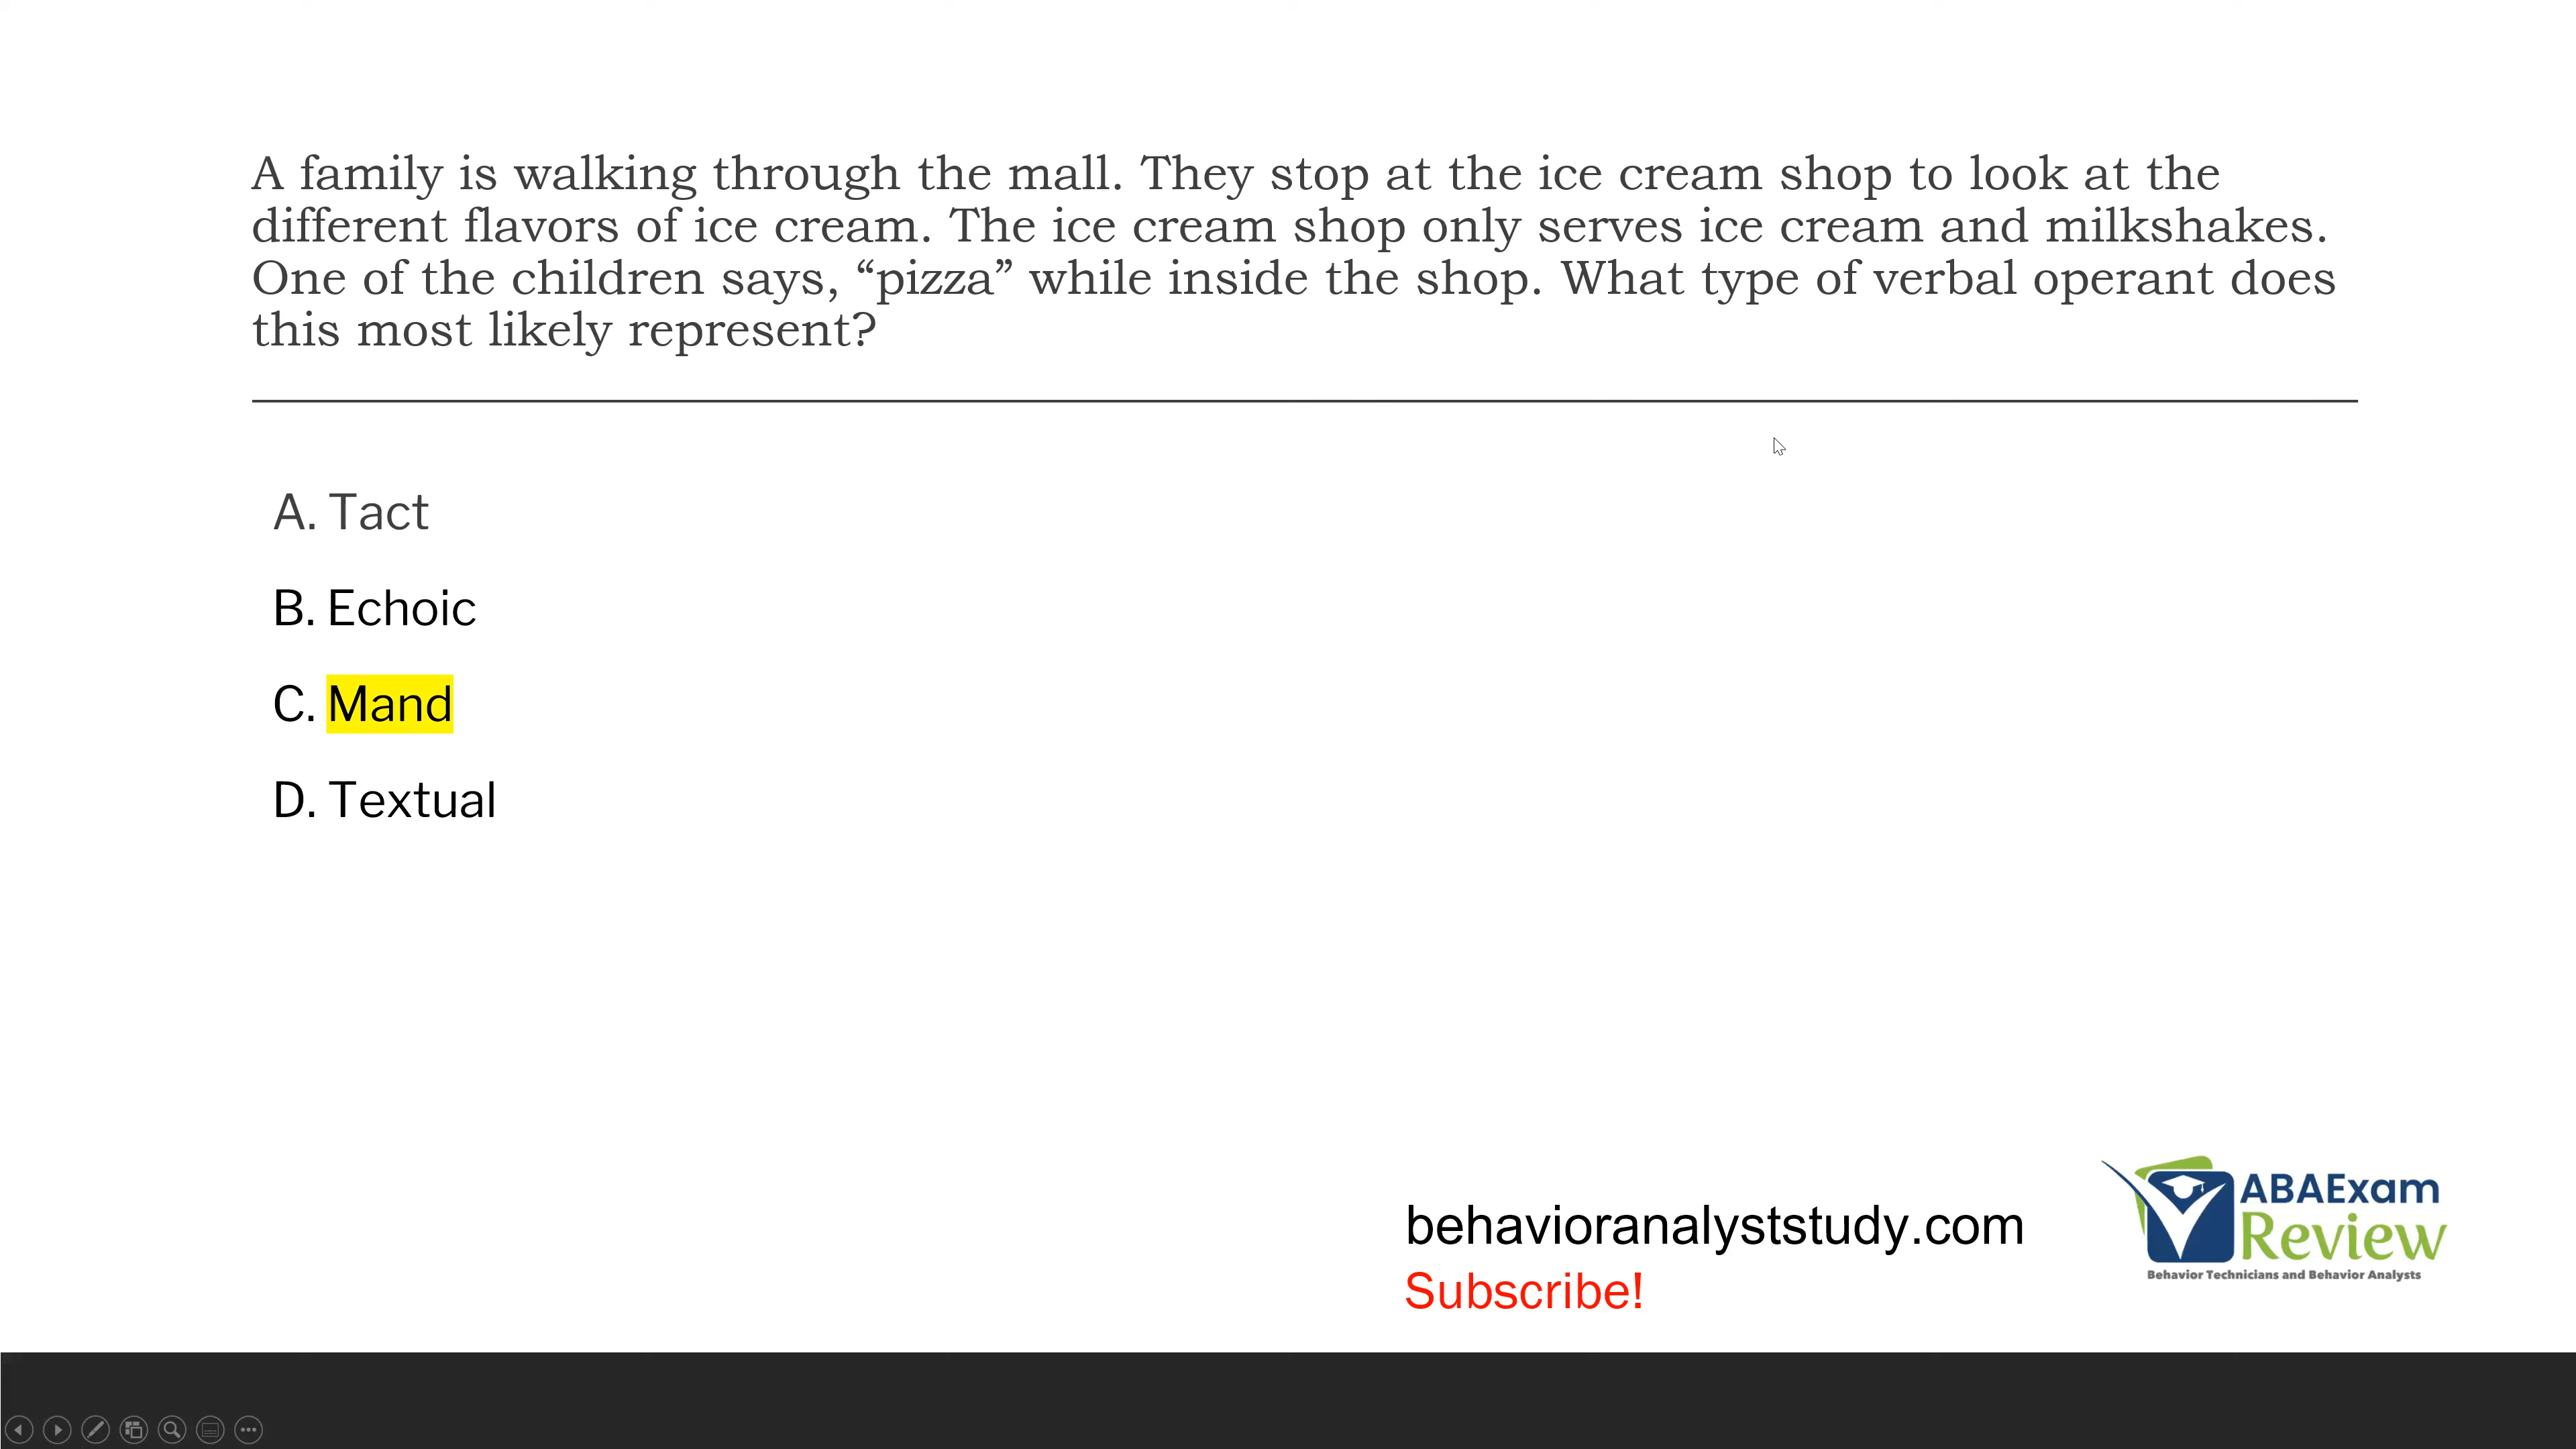 A family is walking through the mall. They stop at the ice cream shop to look at the
different flavors of ice cream. The ice cream shop only serves ice cream and milkshakes.
One of the children says, “pizza” while inside the shop. What type of verbal operant does
this most likely represent?
A. Tact
B. Echoic
C. Mand
D. Textual
behavioranalyststudy.com
Subscribe!
ABAExam
Review
Behavior Technicians and Behavior Analysts